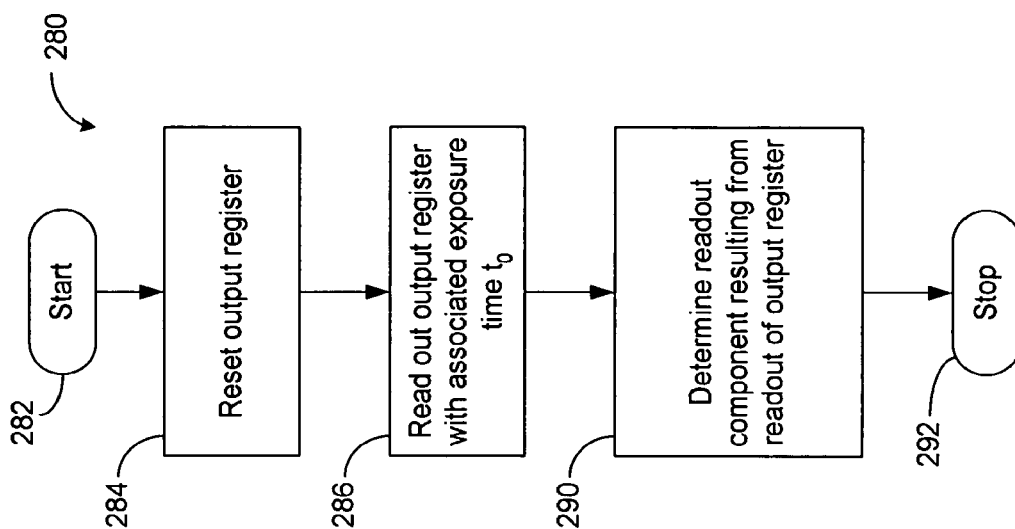 280
Start
282
Reset output register
284
Read out output register
with associated exposure
time t₀
286
Determine readout
component resulting from
readout of output register
290
Stop
292